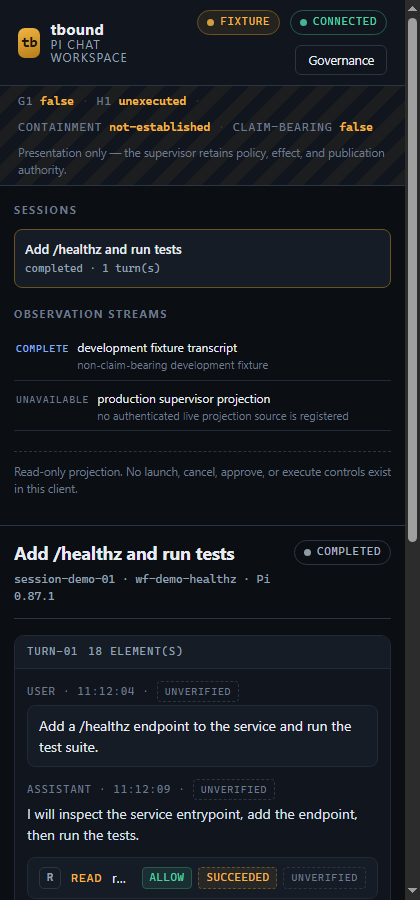 tb
tbound
PI CHAT
WORKSPACE
FIXTURE
CONNECTED
Governance
G1 false · H1 unexecuted ·
CONTAINMENT not-established · CLAIM-BEARING false
Presentation only — the supervisor retains policy, effect, and publication
authority.
SESSIONS
Add /healthz and run tests
completed · 1 turn(s)
OBSERVATION STREAMS
COMPLETE development fixture transcript
non-claim-bearing development fixture
UNAVAILABLE production supervisor projection
no authenticated live projection source is registered
Read-only projection. No launch, cancel, approve, or execute controls exist
in this client.
Add /healthz and run tests
COMPLETED
session-demo-01 · wf-demo-healthz · Pi
0.87.1
TURN-01 18 ELEMENT(S)
USER · 11:12:04 · UNVERIFIED
Add a /healthz endpoint to the service and run the
test suite.
ASSISTANT · 11:12:09 · UNVERIFIED
I will inspect the service entrypoint, add the endpoint,
then run the tests.
R READ r… ALLOW SUCCEEDED UNVERIFIED